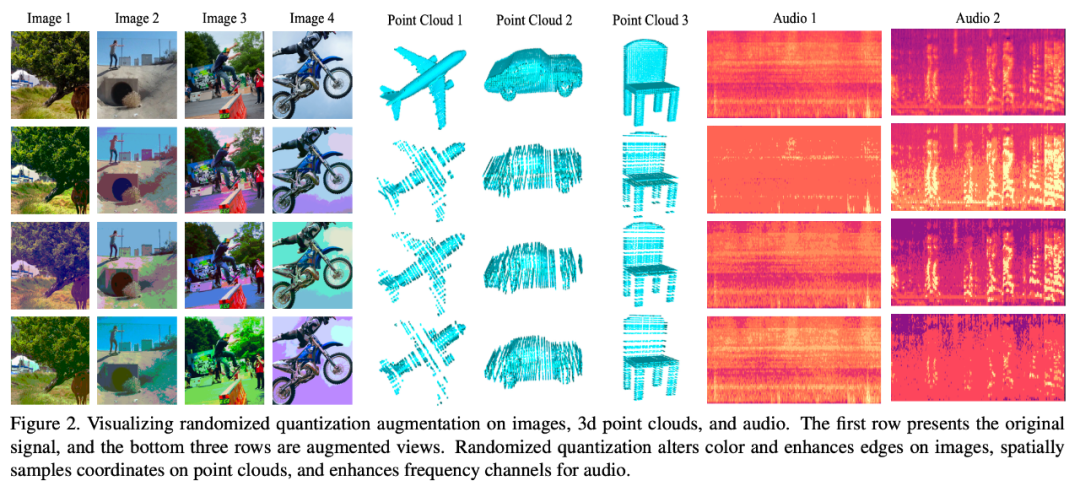 Image 1 Image 2 Image 3 Image 4 Point Cloud 1 Point Cloud 2 Point Cloud 3 Audio 1 Audio 2
Figure 2. Visualizing randomized quantization augmentation on images, 3d point clouds, and audio. The first row presents the original
signal, and the bottom three rows are augmented views. Randomized quantization alters color and enhances edges on images, spatially
samples coordinates on point clouds, and enhances frequency channels for audio.